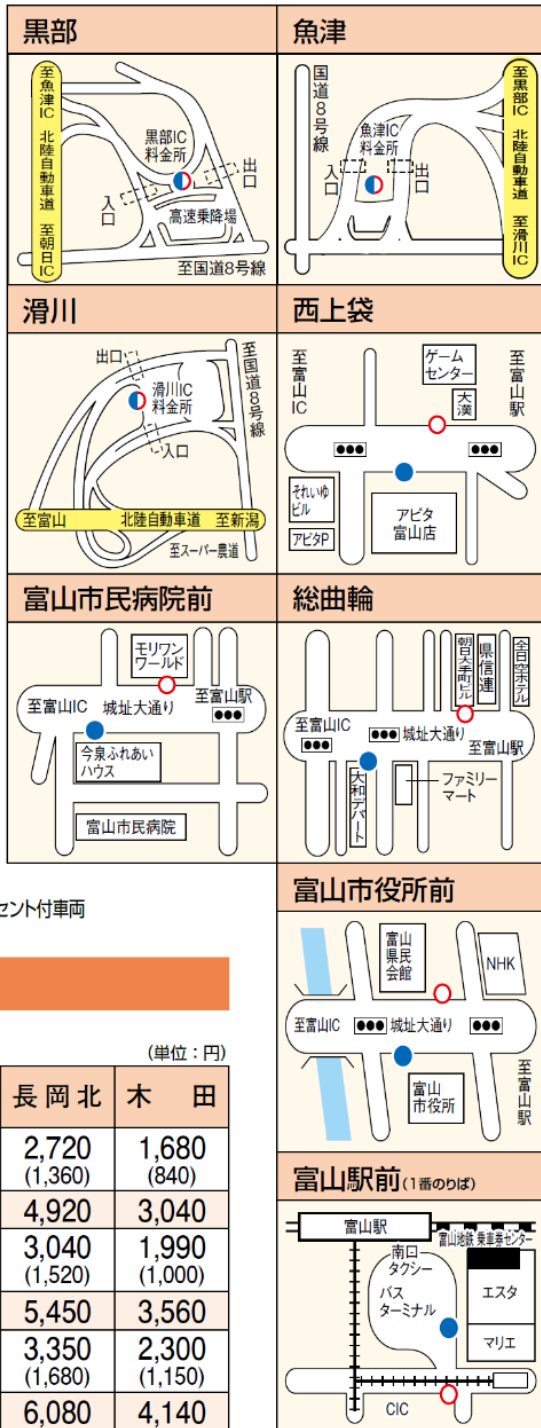 黒部
至魚津IC 北陸自動車道 至朝日IC
黒部IC
料金所
出口
入口
高速乗降場
至国道8号線
魚津
国道8号線
魚津IC
料金所
入口
出口
至黒部IC 北陸自動車道 至滑川IC
滑川
出口
滑川IC
料金所
入口
至国道8号線
至富山 北陸自動車道 至新潟
至スーパー農道
西上袋
至富山IC
ゲーム
センター
大漢
至富山駅
それいゆ
ビル
アピタP
アピタ
富山店
富山市民病院前
モリワン
ワールド
至富山IC 城址大通り 至富山駅
今泉ふれあい
ハウス
富山市民病院
総曲輪
朝日大手町ビル
県信連
全日空ホテル
至富山IC
城址大通り
至富山駅
大和デパート
ファミリー
マート
セント付車両
富山市役所前
富山
県民
会館
NHK
至富山IC 城址大通り
至富山駅
富山
市役所
(単位：円)
長岡北 木 田
2,720 1,680
(1,360) (840)
4,920 3,040
3,040 1,990
(1,520) (1,000)
5,450 3,560
3,350 2,300
(1,680) (1,150)
6,080 4,140
富山駅前(1番のりば)
富山駅
富山地鉄 乗車券センター
南口
タクシー
バス
ターミナル
エスタ
マリエ
CIC